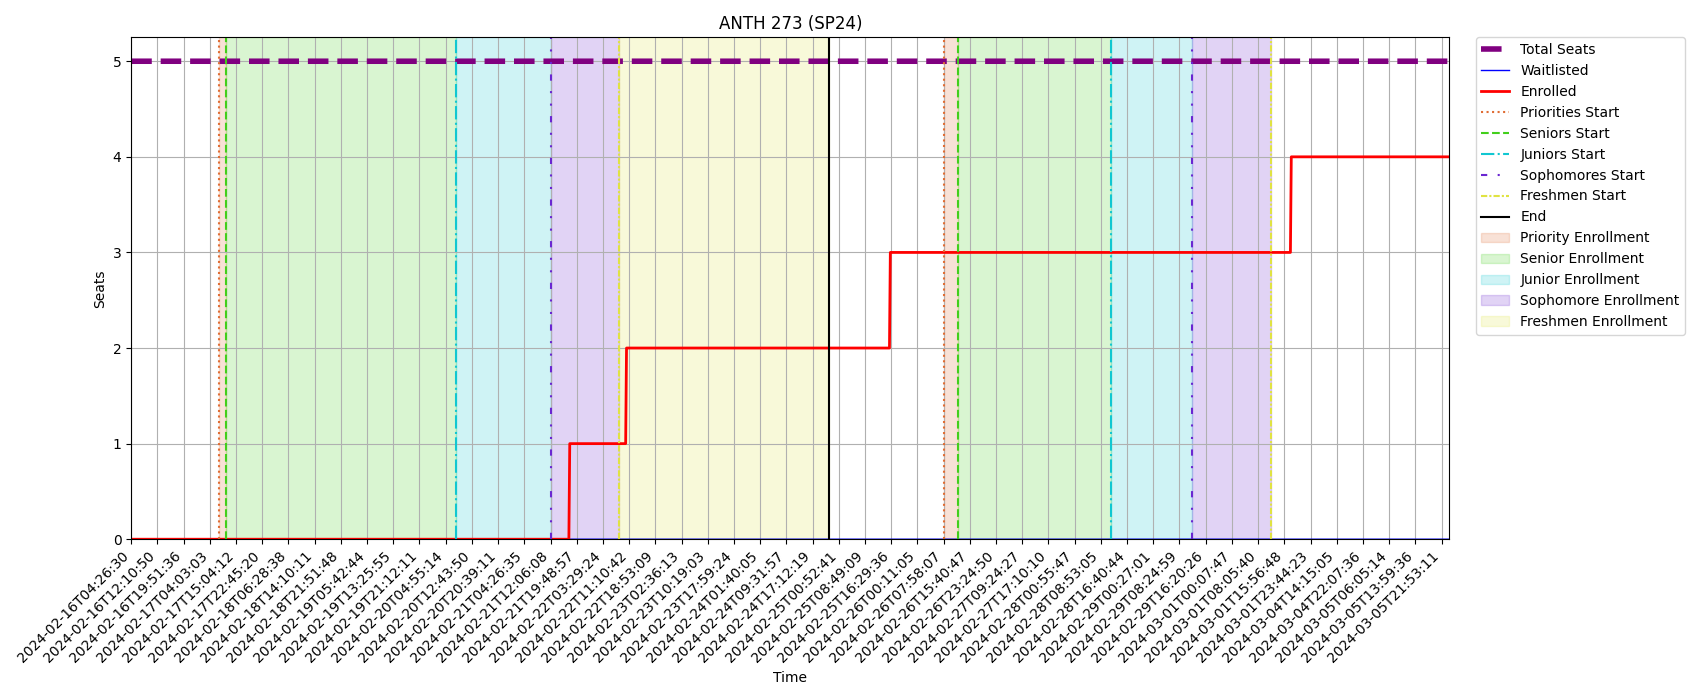 ANTH 273 (SP24)
Seats
5
4
3
2
1
0
Total Seats
Waitlisted
Enrolled
Priorities Start
Seniors Start
Juniors Start
Sophomores Start
Freshmen Start
End
Priority Enrollment
Senior Enrollment
Junior Enrollment
Sophomore Enrollment
Freshmen Enrollment
2024-02-16T04:26:30
2024-02-16T12:10:50
2024-02-16T19:51:36
2024-02-17T04:03:03
2024-02-17T15:04:12
2024-02-17T22:45:20
2024-02-18T06:28:38
2024-02-18T14:10:11
2024-02-18T21:51:48
2024-02-19T05:42:44
2024-02-19T13:25:55
2024-02-19T21:12:11
2024-02-20T04:55:14
2024-02-20T12:43:50
2024-02-20T20:39:11
2024-02-21T04:26:35
2024-02-21T12:06:08
2024-02-21T19:48:57
2024-02-22T03:29:24
2024-02-22T11:10:42
2024-02-22T18:53:09
2024-02-23T02:36:13
2024-02-23T10:19:03
2024-02-23T17:59:24
2024-02-24T01:40:05
2024-02-24T09:31:57
2024-02-24T17:12:19
2024-02-25T00:52:41
2024-02-25T08:49:09
2024-02-25T16:29:36
2024-02-26T00:11:05
2024-02-26T07:58:07
2024-02-26T15:40:47
2024-02-26T23:24:50
2024-02-27T09:24:27
2024-02-27T17:10:16
2024-02-28T00:55:47
2024-02-28T08:53:05
2024-02-28T16:40:44
2024-02-29T00:27:01
2024-02-29T08:24:59
2024-02-29T16:20:26
2024-03-01T00:07:47
2024-03-01T08:05:40
2024-03-01T15:56:48
2024-03-01T23:44:23
2024-03-04T14:15:05
2024-03-04T22:07:36
2024-03-05T06:05:14
2024-03-05T13:59:36
2024-03-05T21:53:11
Time